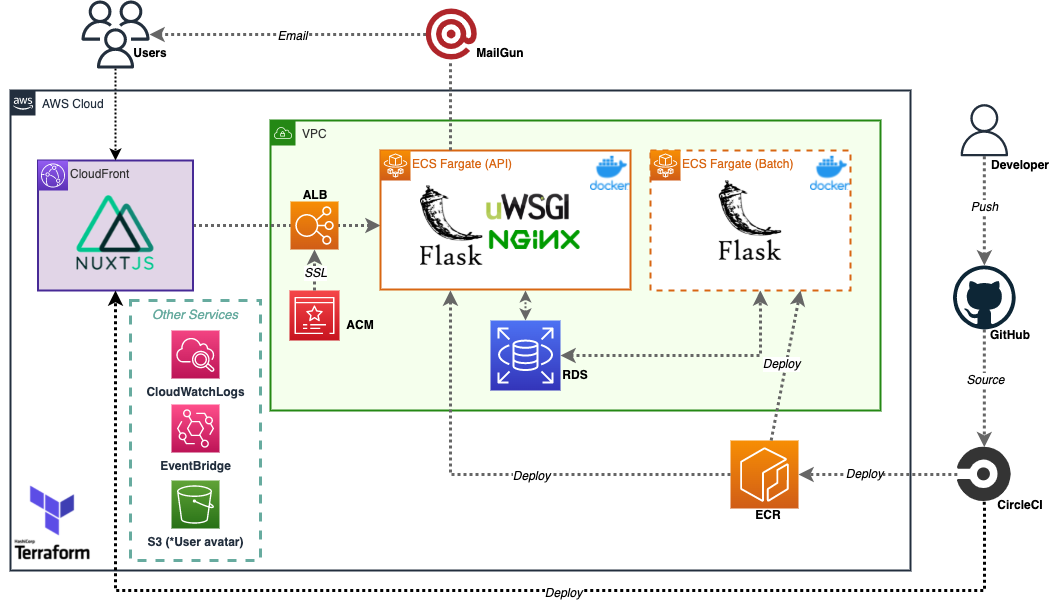 Users
Email
MailGun
aws
AWS Cloud
VPC
CloudFront
NUXTJS
ALB
SSL
ACM
ECS Fargate (API)
docker
Flask
uWSGI
NGINX
ECS Fargate (Batch)
docker
Flask
RDS
Deploy
Developer
Push
GitHub
Source
CircleCI
Deploy
ECR
Deploy
Other Services
CloudWatchLogs
EventBridge
S3 (*User avatar)
HashiCorp
Terraform
Deploy